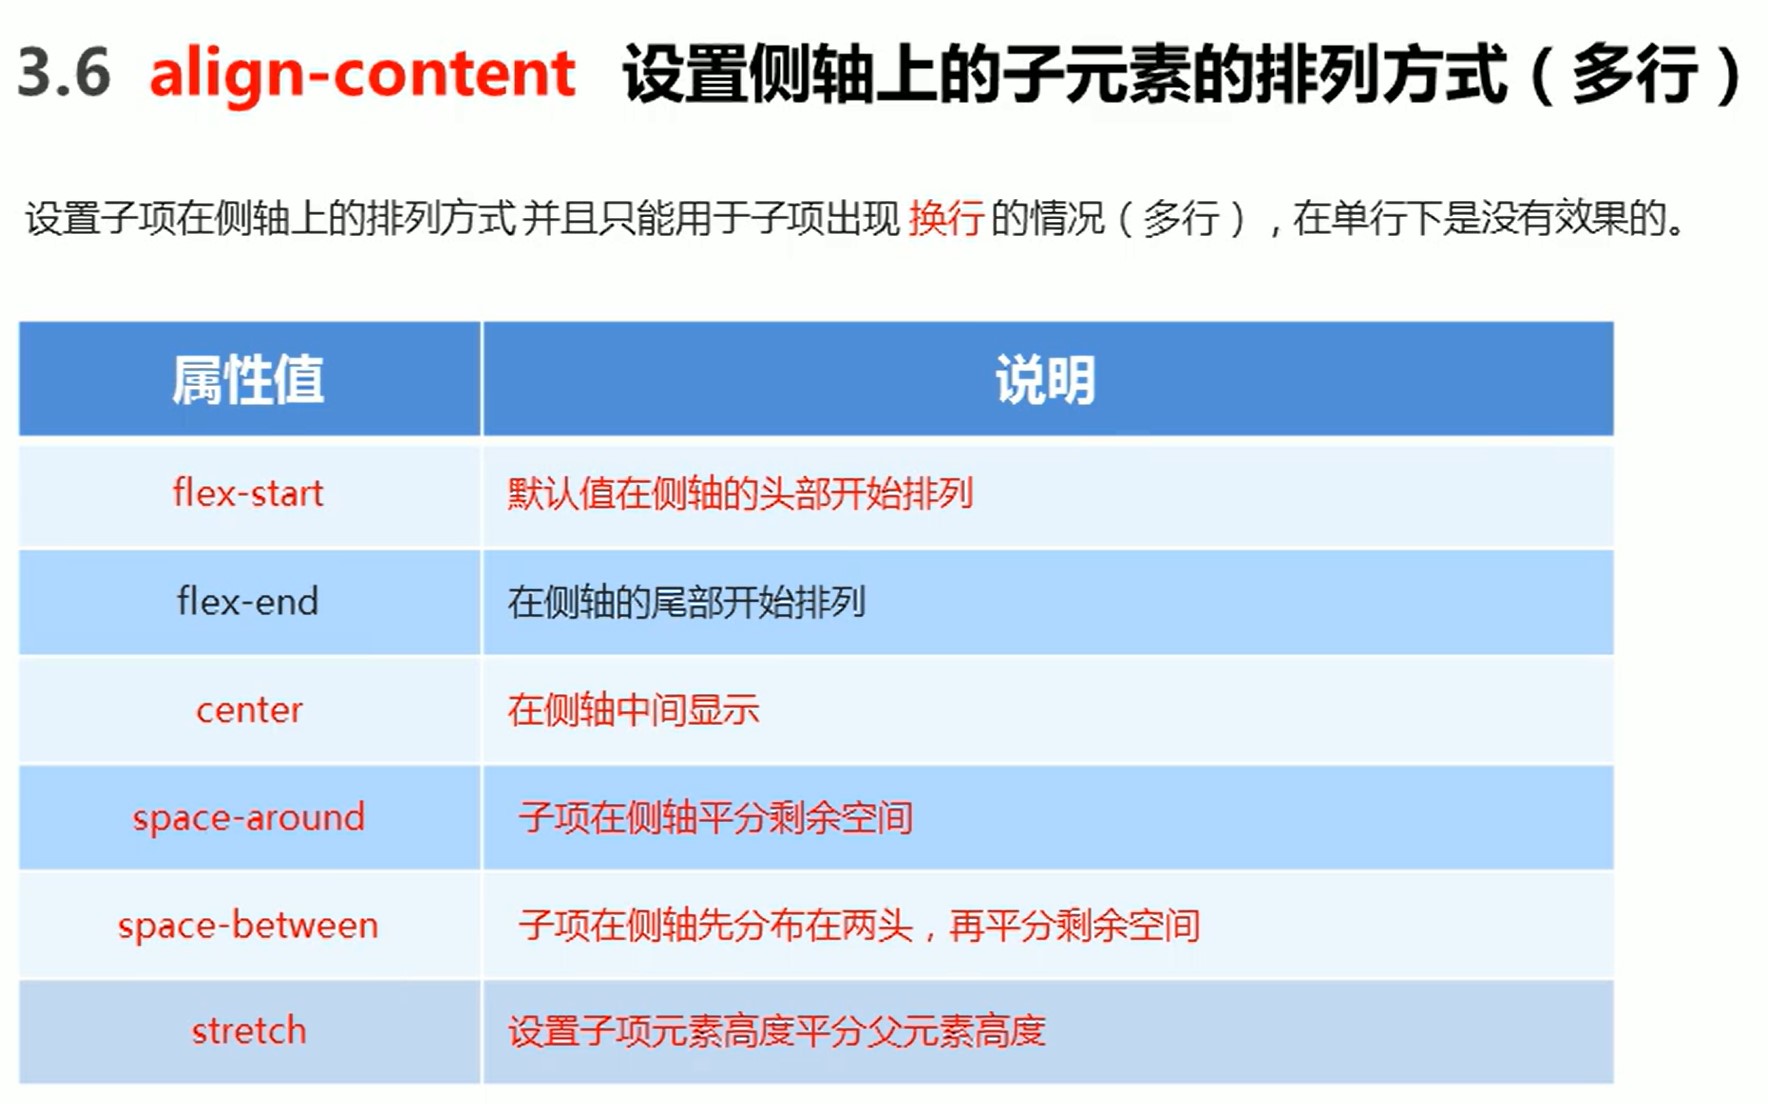 3.6 align-content 设置侧轴上的子元素的排列方式（多行）
设置子项在侧轴上的排列方式 并且只能用于子项出现 换行 的情况（多行），在单行下是没有效果的。
属性值 说明
flex-start 默认值在侧轴的头部开始排列
flex-end 在侧轴的尾部开始排列
center 在侧轴中间显示
space-around 子项在侧轴平分剩余空间
space-between 子项在侧轴先分布在两头，再平分剩余空间
stretch 设置子项元素高度平分父元素高度